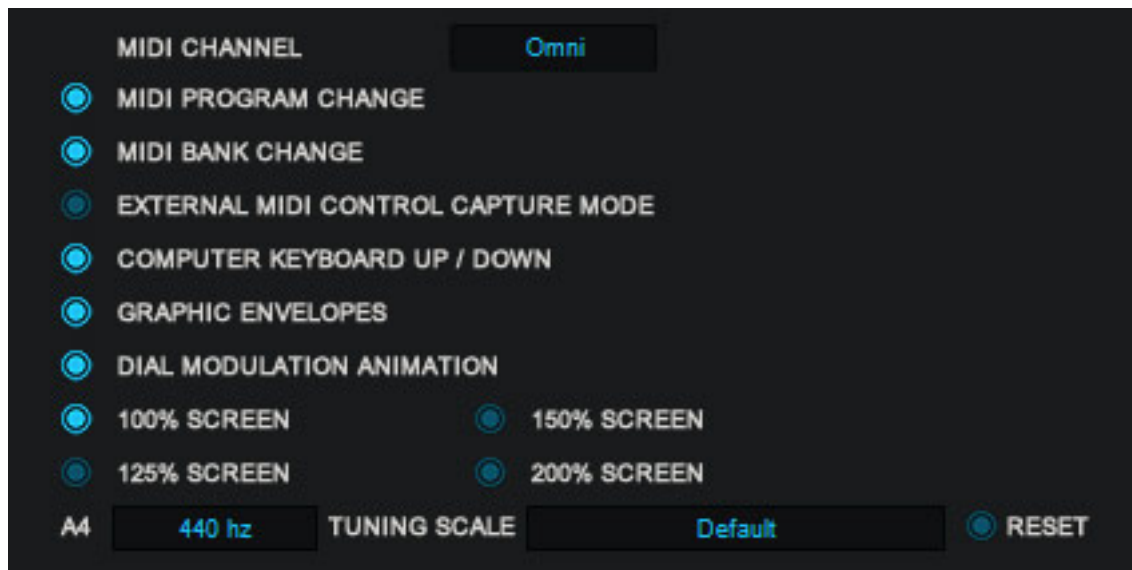 MIDI CHANNEL Omni
MIDI PROGRAM CHANGE
MIDI BANK CHANGE
EXTERNAL MIDI CONTROL CAPTURE MODE
COMPUTER KEYBOARD UP / DOWN
GRAPHIC ENVELOPES
DIAL MODULATION ANIMATION
100% SCREEN 150% SCREEN
125% SCREEN 200% SCREEN
A4 440 hz TUNING SCALE Default RESET